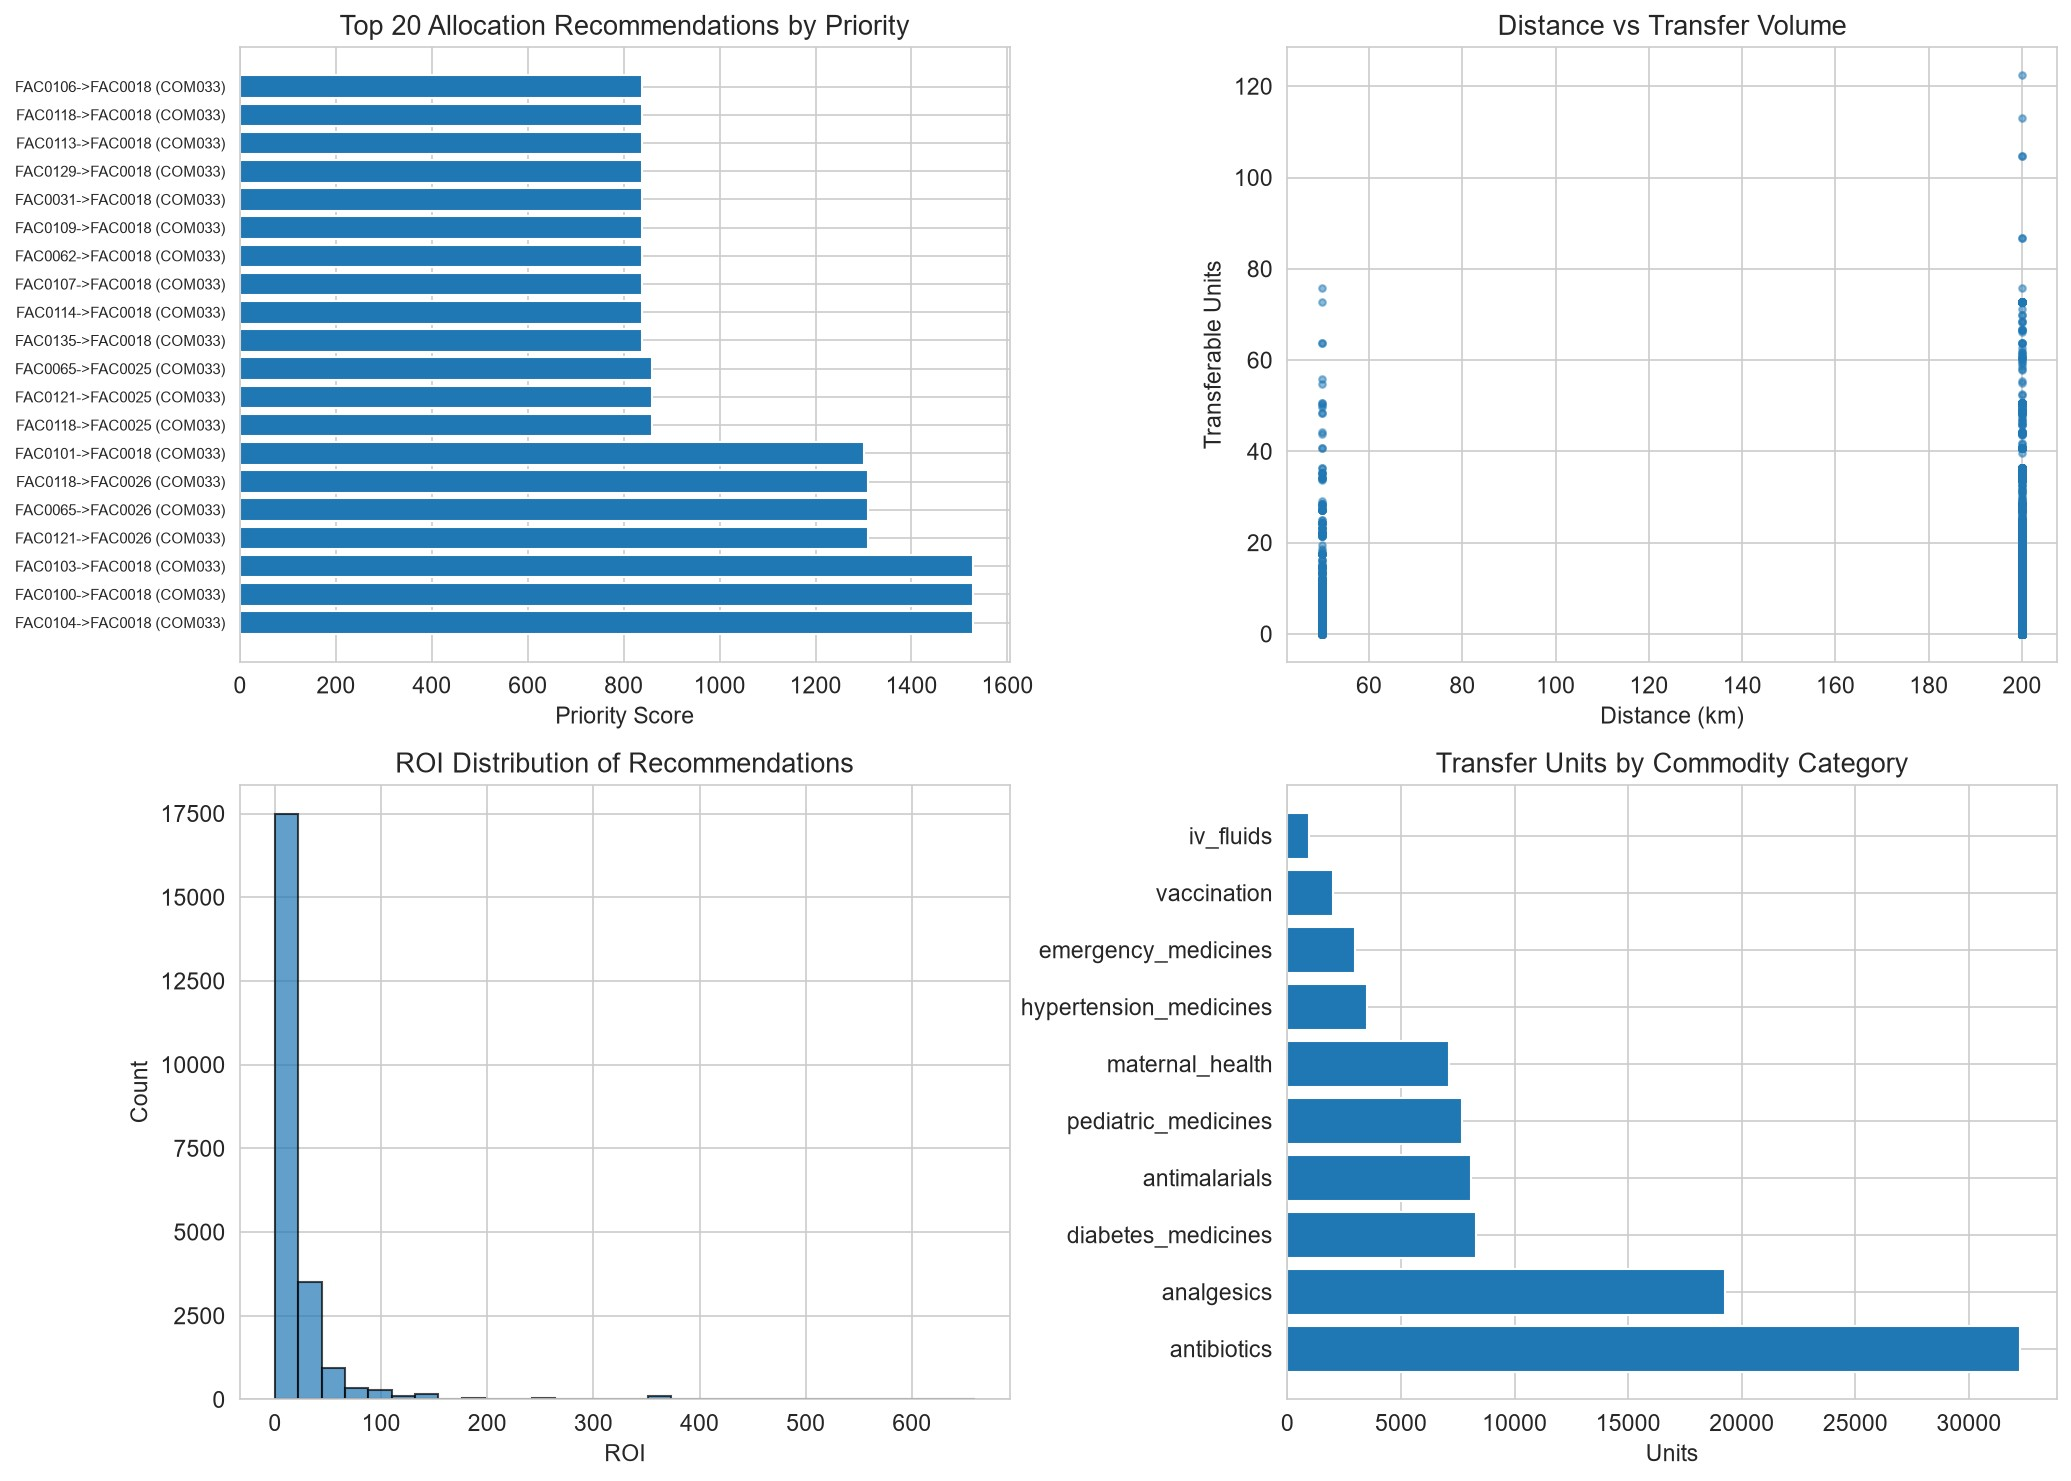 Top 20 Allocation Recommendations by Priority
FAC0106->FAC0018 (COM033)
FAC0118->FAC0018 (COM033)
FAC0113->FAC0018 (COM033)
FAC0129->FAC0018 (COM033)
FAC0031->FAC0018 (COM033)
FAC0109->FAC0018 (COM033)
FAC0062->FAC0018 (COM033)
FAC0107->FAC0018 (COM033)
FAC0114->FAC0018 (COM033)
FAC0135->FAC0018 (COM033)
FAC0065->FAC0025 (COM033)
FAC0121->FAC0025 (COM033)
FAC0118->FAC0025 (COM033)
FAC0101->FAC0018 (COM033)
FAC0118->FAC0026 (COM033)
FAC0065->FAC0026 (COM033)
FAC0121->FAC0026 (COM033)
FAC0103->FAC0018 (COM033)
FAC0100->FAC0018 (COM033)
FAC0104->FAC0018 (COM033)
0 200 400 600 800 1000 1200 1400 1600
Priority Score
Distance vs Transfer Volume
Transferable Units
120
100
80
60
40
20
0
60 80 100 120 140 160 180 200
Distance (km)
ROI Distribution of Recommendations
Count
17500
15000
12500
10000
7500
5000
2500
0
0 100 200 300 400 500 600
ROI
Transfer Units by Commodity Category
iv_fluids
vaccination
emergency_medicines
hypertension_medicines
maternal_health
pediatric_medicines
antimalarials
diabetes_medicines
analgesics
antibiotics
0 5000 10000 15000 20000 25000 30000
Units